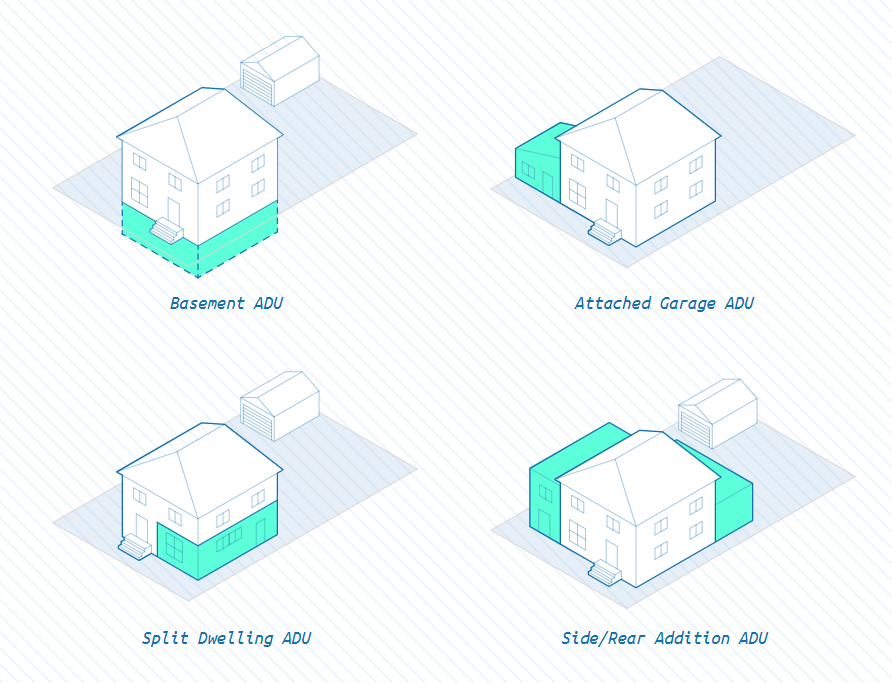 Basement ADU
Attached Garage ADU
Split Dwelling ADU
Side/Rear Addition ADU